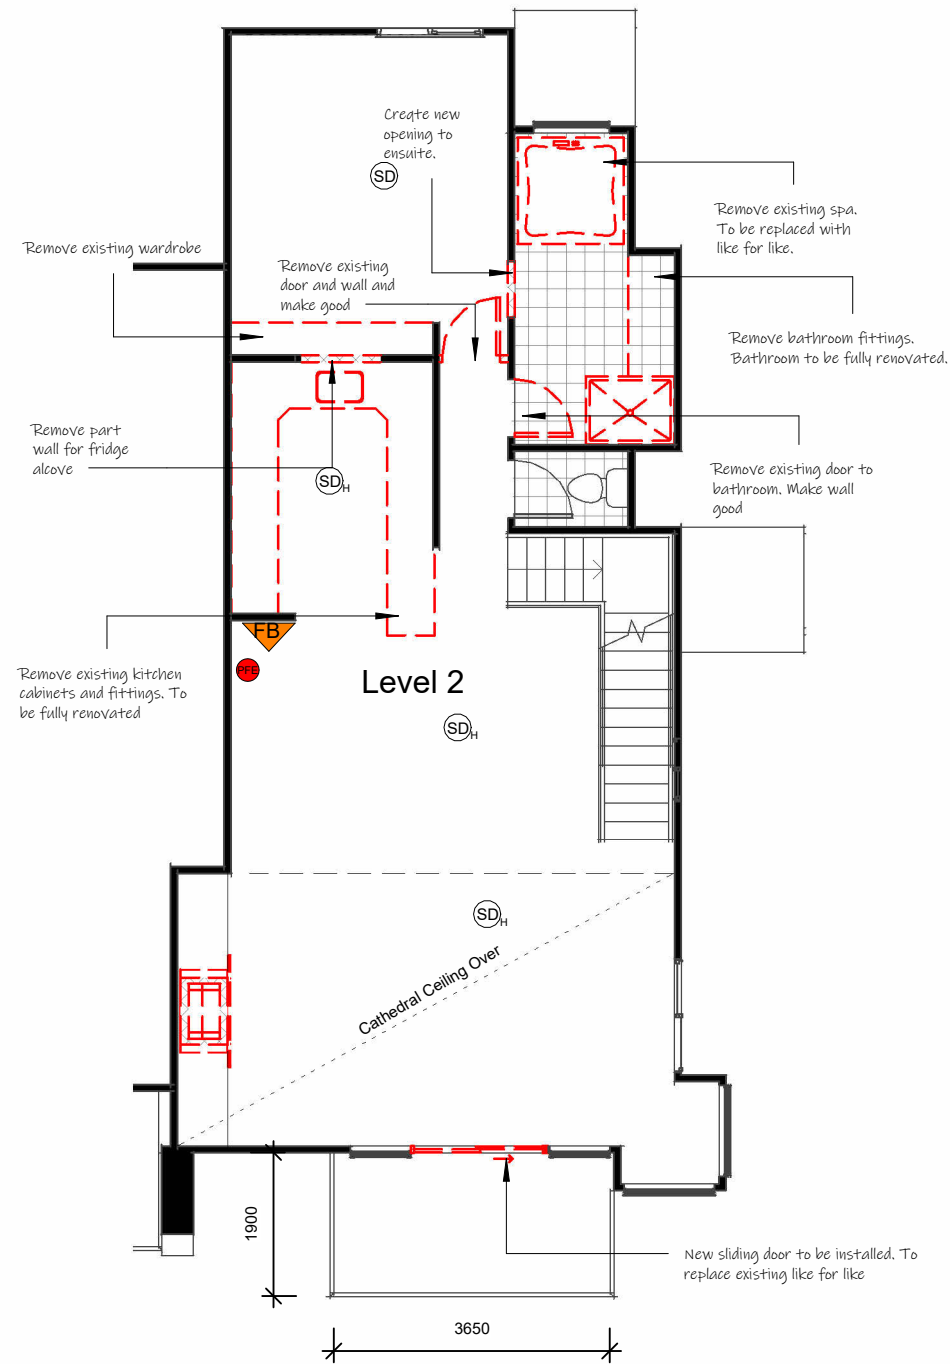 Create new
opening to
ensuite.
SD
Remove existing spa.
To be replaced with
like for like.
Remove existing wardrobe
Remove existing
door and wall and
make good
Remove bathroom fittings.
Bathroom to be fully renovated.
Remove part
wall for fridge
alcove
SDH
Remove existing door to
bathroom. Make wall
good
FB
PFE
Remove existing kitchen
cabinets and fittings. To
be fully renovated
Level 2
SDH
SDH
Cathedral Ceiling Over
1900
New sliding door to be installed. To
replace existing like for like
3650